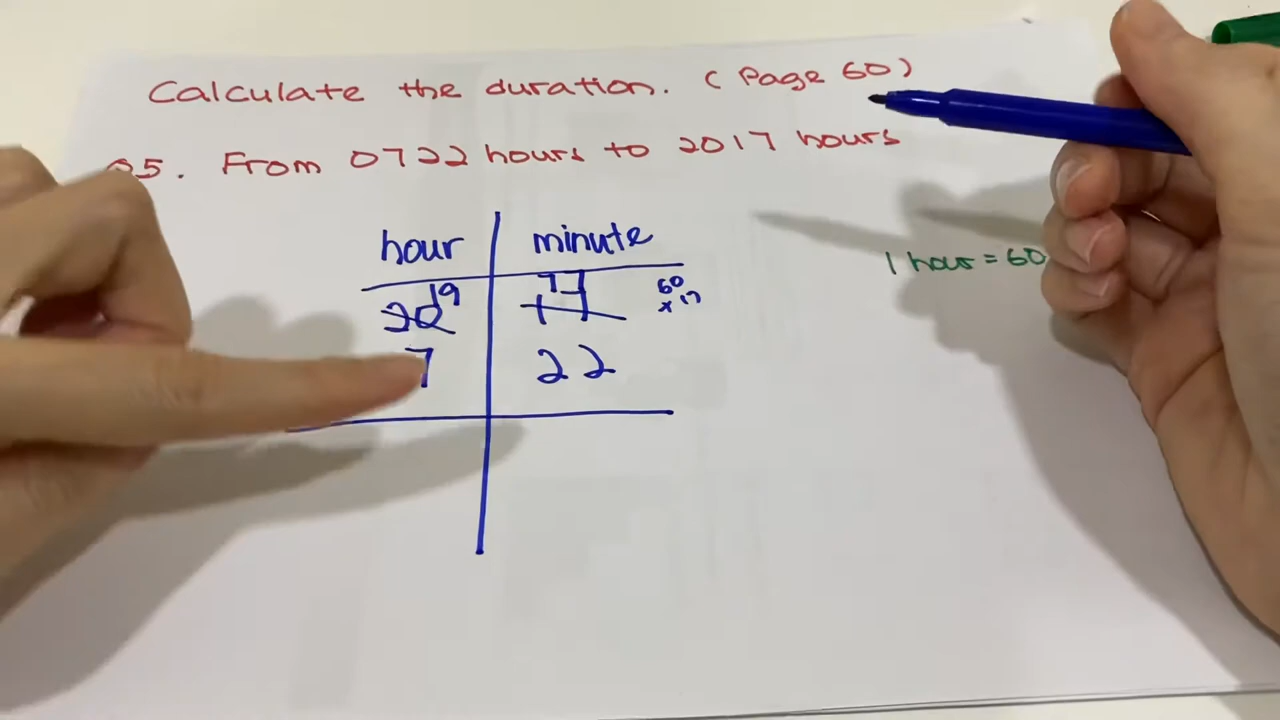 Calculate the duration. (Page 60)
Q5. From 0722 hours to 2017 hours
hour minute
19 77 60
20 17 + 17
7 22
1 hour = 60